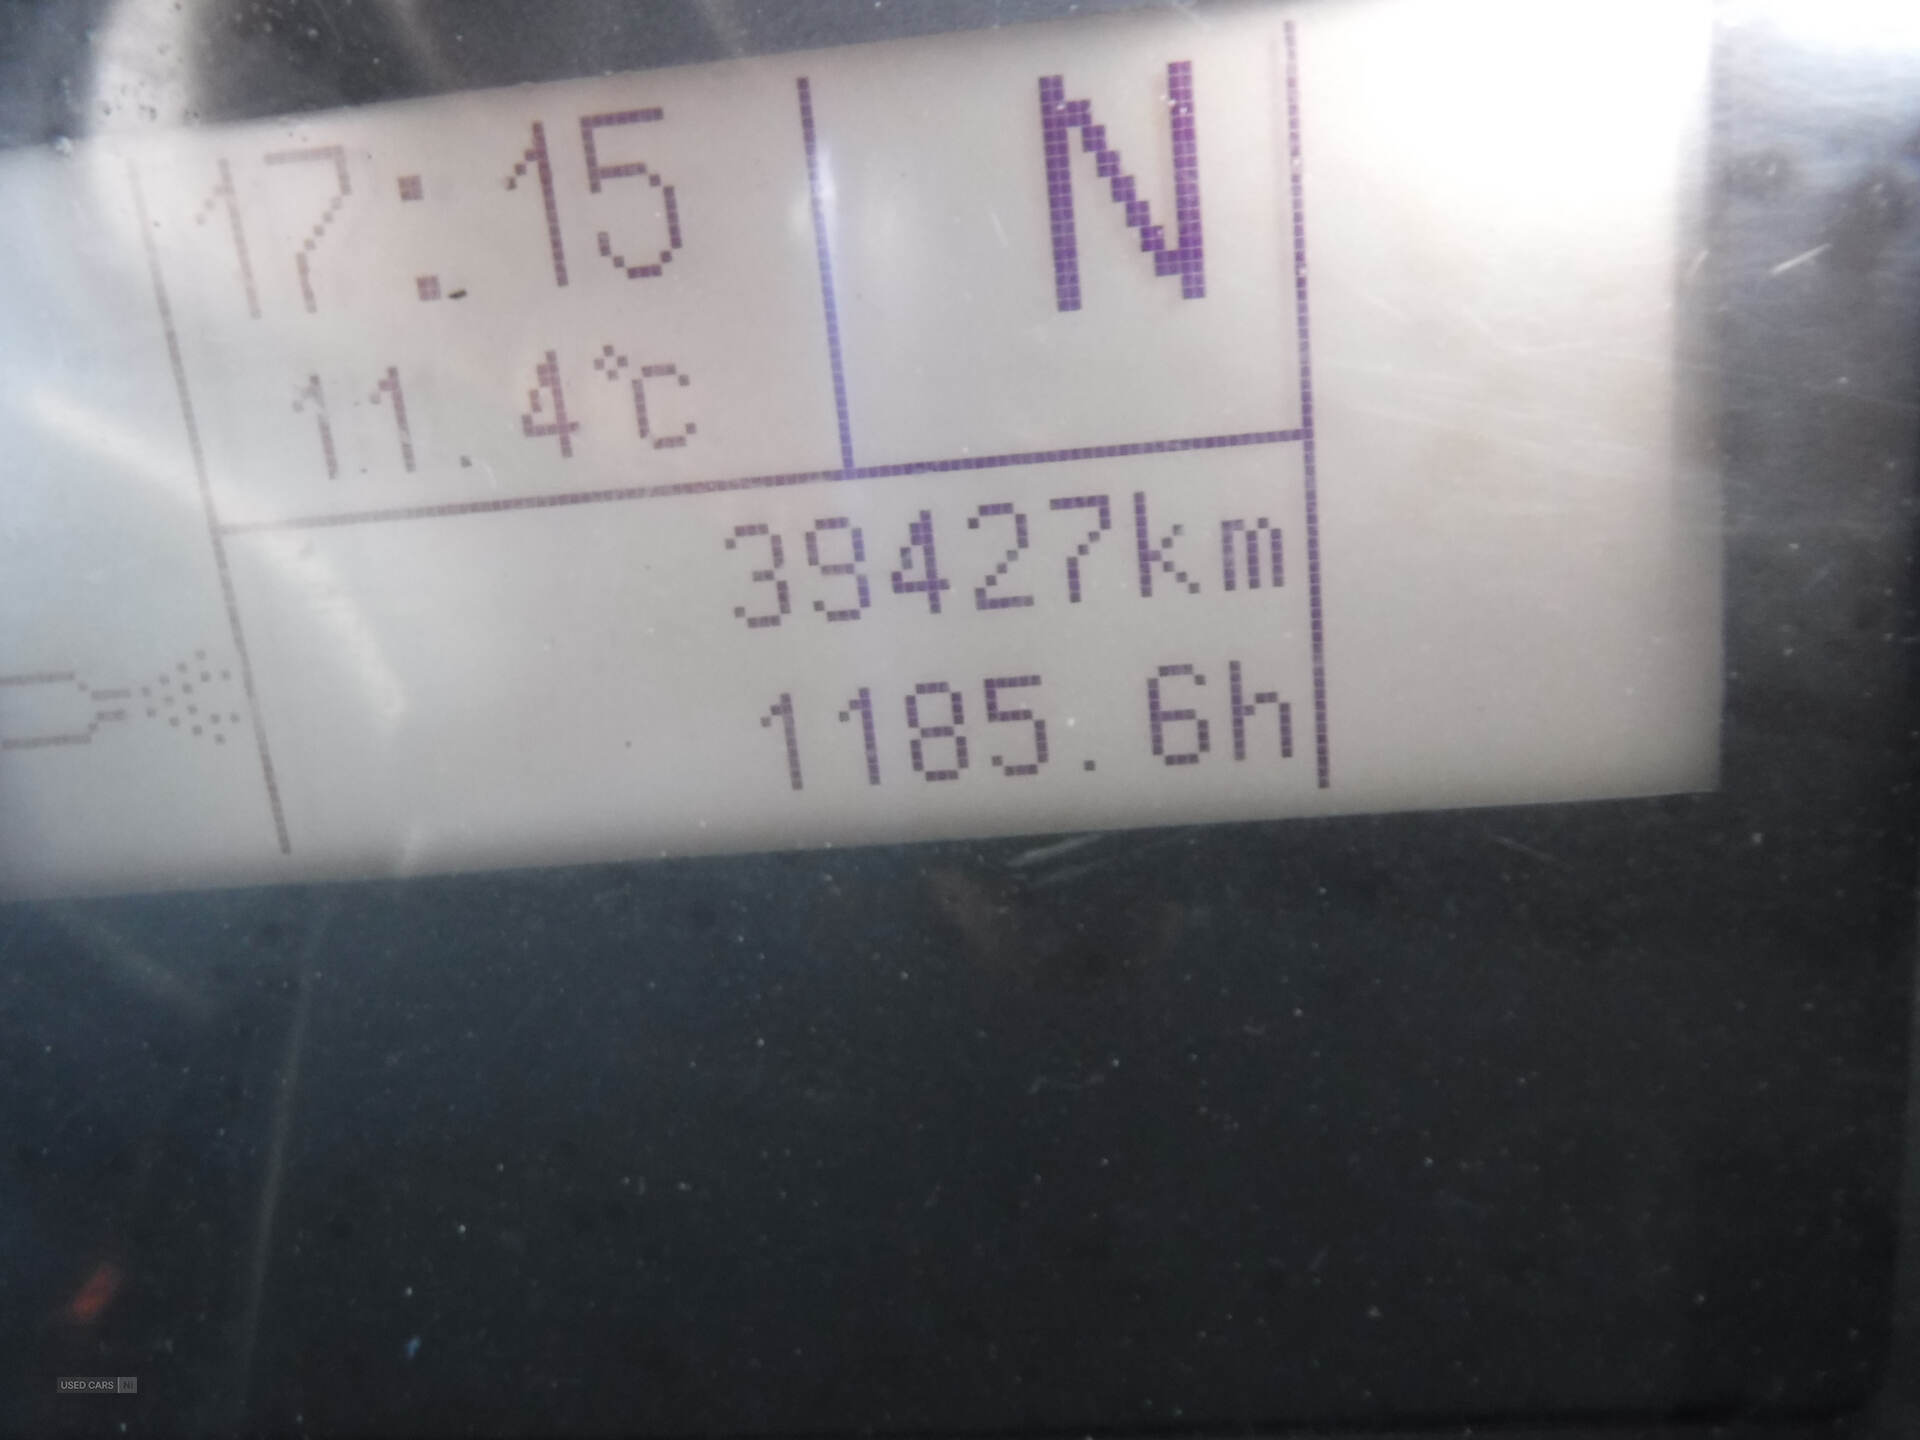 17:15
N
11.4°C
39427km
1185.6h
USED CARS NI